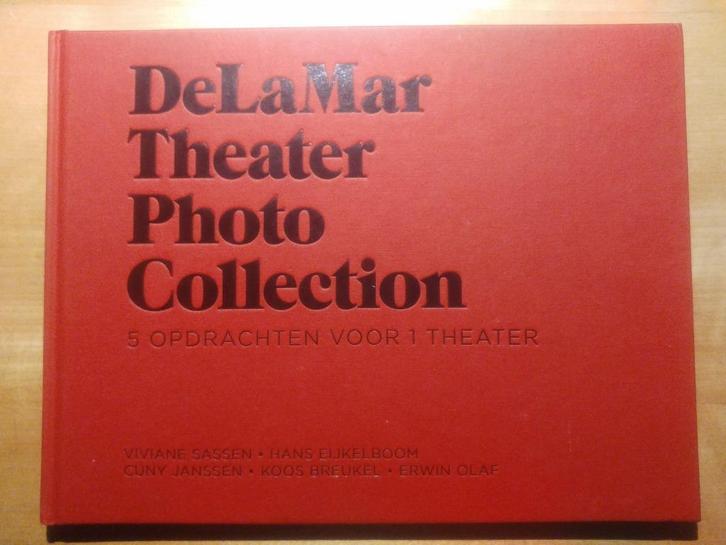 DeLaMar
Theater
Photo
Collection
5 OPDRACHTEN VOOR 1 THEATER
VIVIANE SASSEN • HANS EIJKELBOOM
CUNY JANSSEN • KOOS BREUKEL • ERWIN OLAF